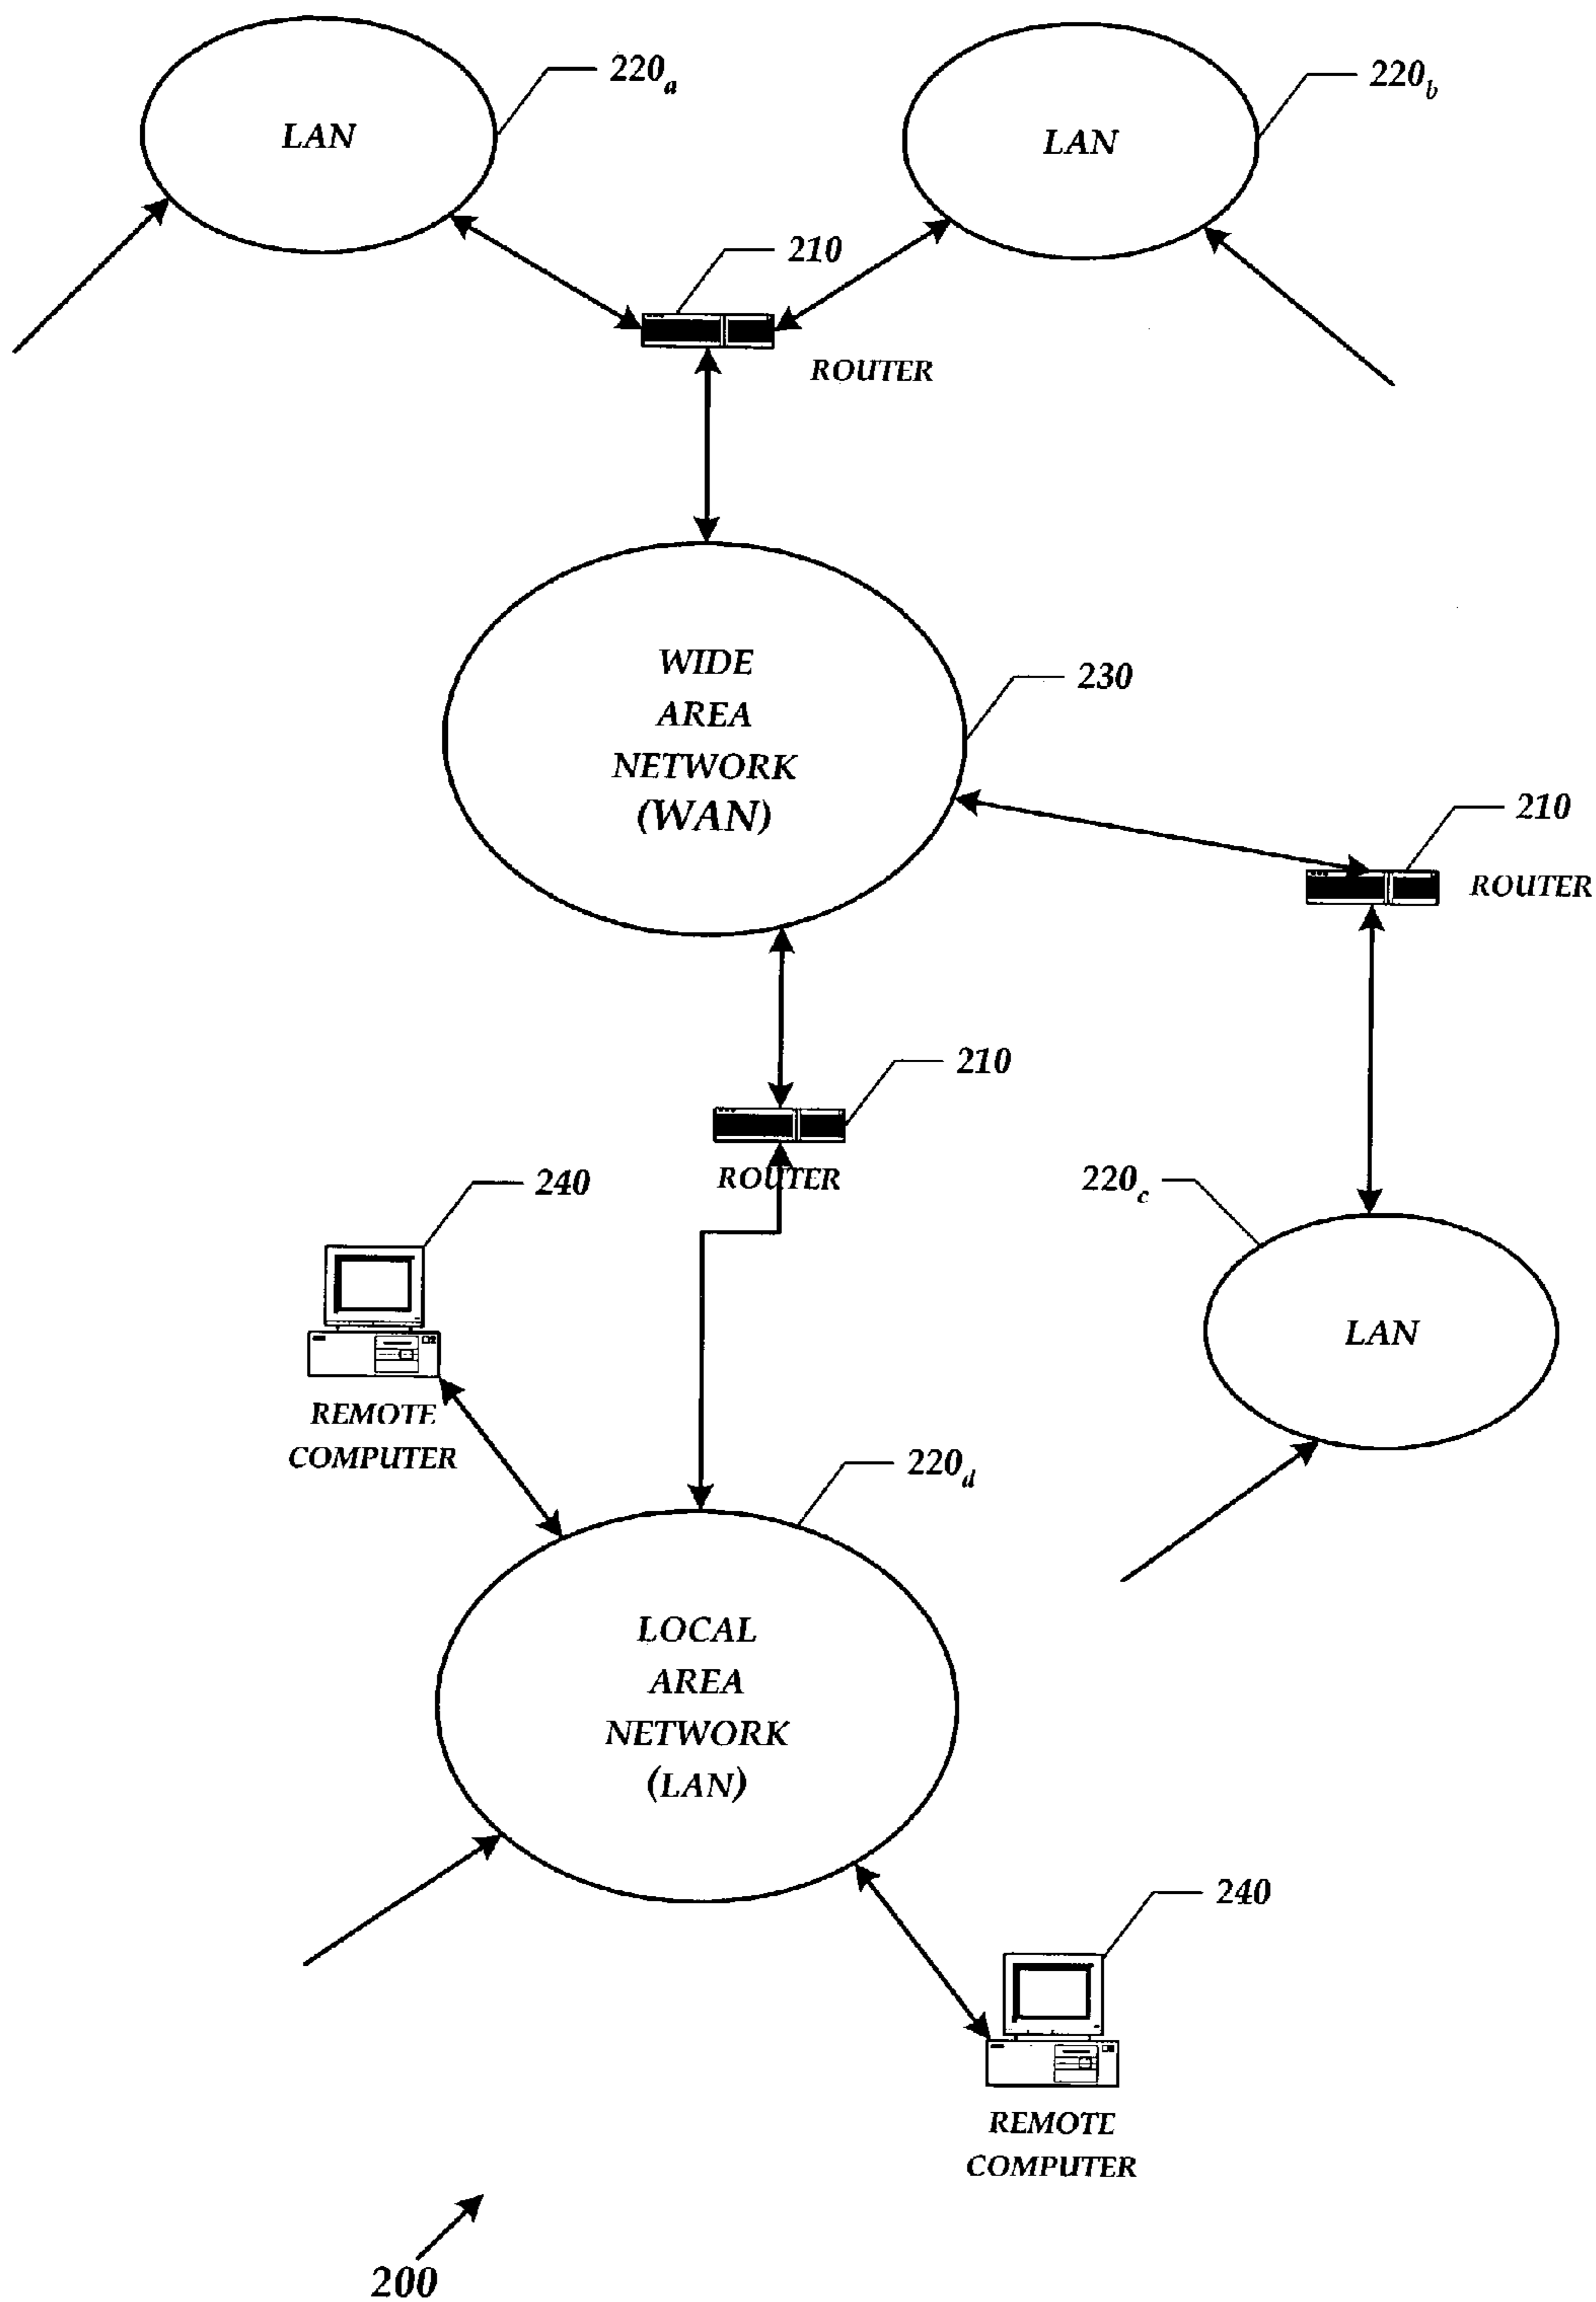 220a
220b
LAN
LAN
210
ROUTER
WIDE
AREA
NETWORK
(WAN)
230
210
ROUTER
210
ROUTER
240
220c
REMOTE
COMPUTER
LAN
220d
LOCAL
AREA
NETWORK
(LAN)
240
REMOTE
COMPUTER
200